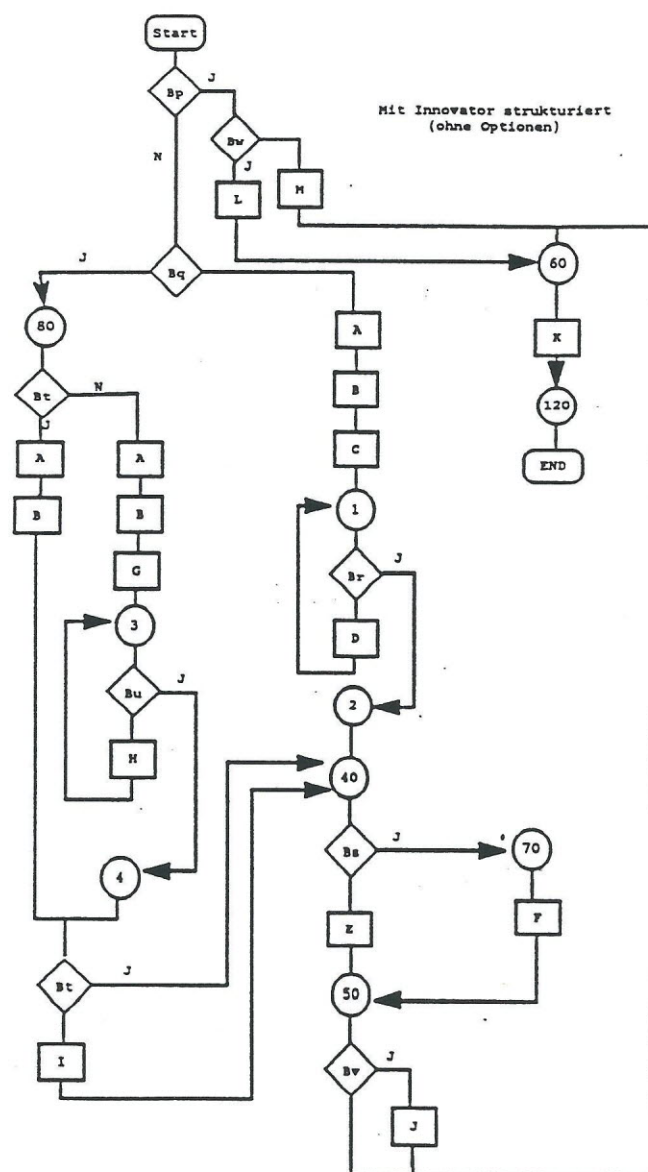 Start
Bp
J
N
Mit Innovator strukturiert
(ohne Optionen)
Bw
J
L
M
60
K
120
END
J
Bq
80
Bt
N
J
A
B
A
B
G
3
Bu
J
H
4
Bt
J
I
A
B
C
1
Br
J
D
2
40
Bs
J
70
F
E
50
Bv
J
J